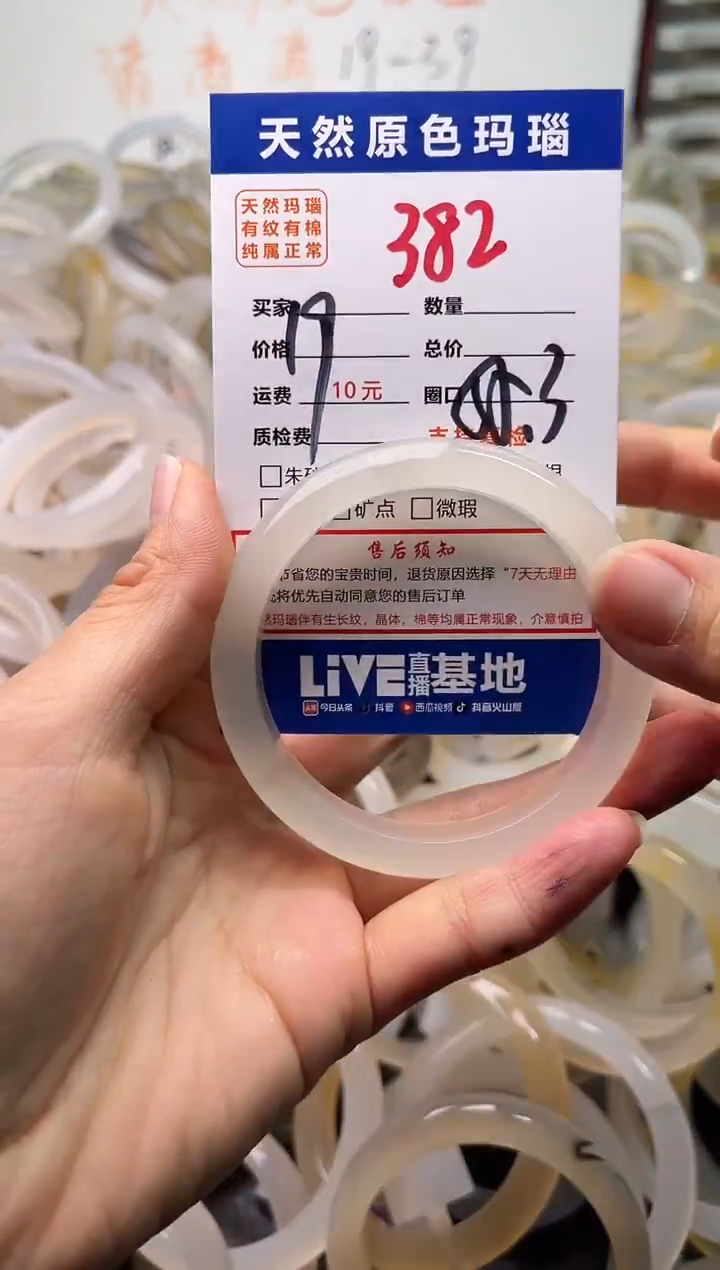 19-39
天然原色玛瑙
天然玛瑙
有纹有棉
纯属正常
382
买家 数量
价格 19 总价
运费 10元 圈口
质检费
矿点 微瑕
售后须知
省您的宝贵时间，退货原因选择“7天无理由
将优先自动同意您的售后订单
玛瑙伴有生长纹，晶体，棉等均属正常现象，介意慎拍
LiVE直播基地
今日头条 抖音 西瓜视频 抖音火山版